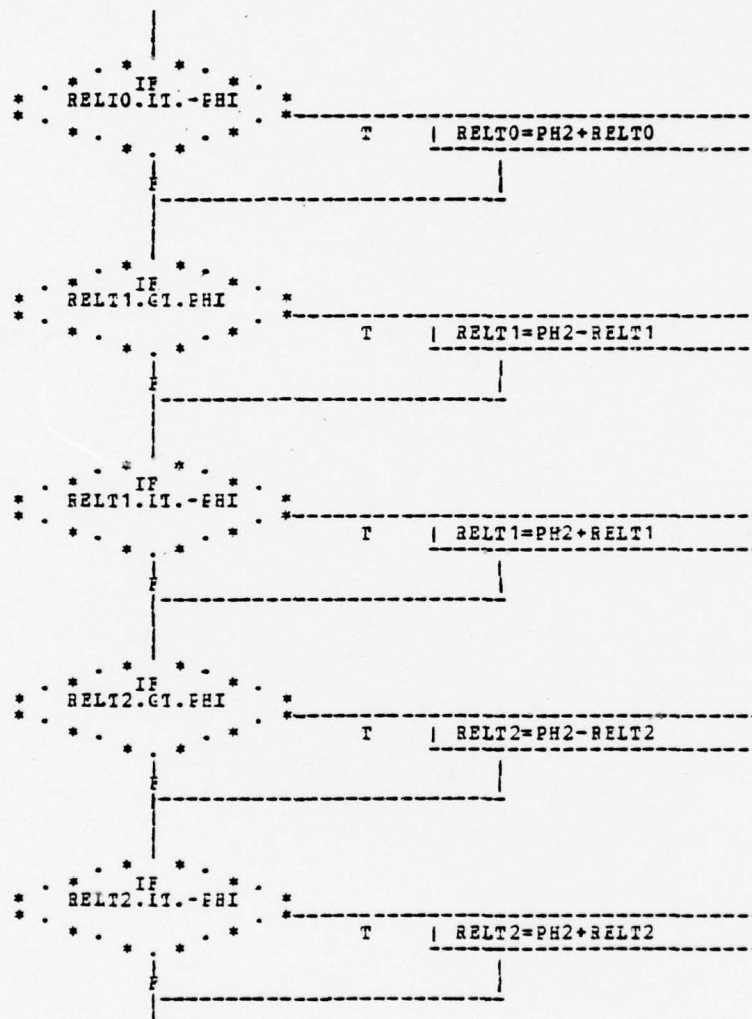 IF
RELT0.LT.-PHI
T | RELT0=PH2+RELT0
F
IF
RELT1.GT.PHI
T | RELT1=PH2-RELT1
F
IF
RELT1.LT.-PHI
T | RELT1=PH2+RELT1
F
IF
RELT2.GT.PHI
T | RELT2=PH2-RELT2
F
IF
RELT2.LT.-PHI
T | RELT2=PH2+RELT2
F